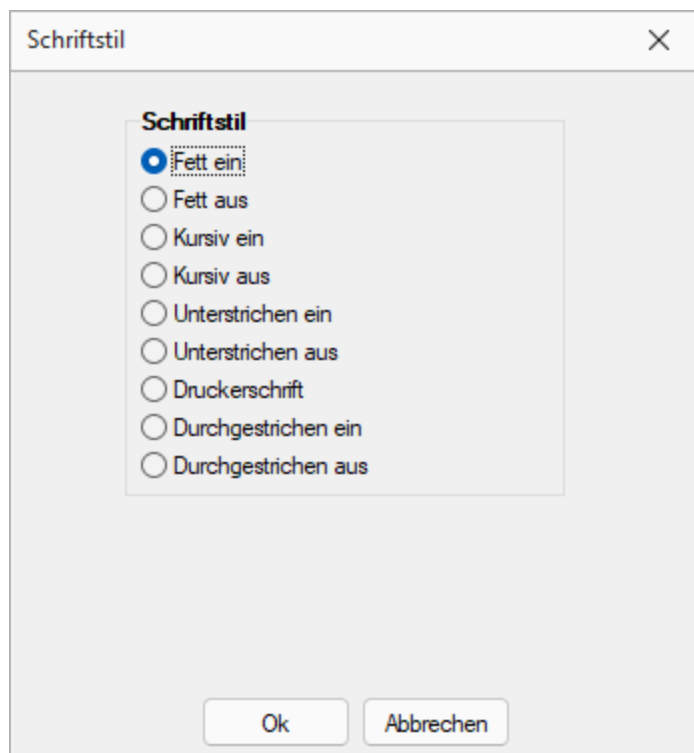 Schriftstil
Schriftstil
Fett ein
Fett aus
Kursiv ein
Kursiv aus
Unterstrichen ein
Unterstrichen aus
Druckerschrift
Durchgestrichen ein
Durchgestrichen aus
Ok Abbrechen